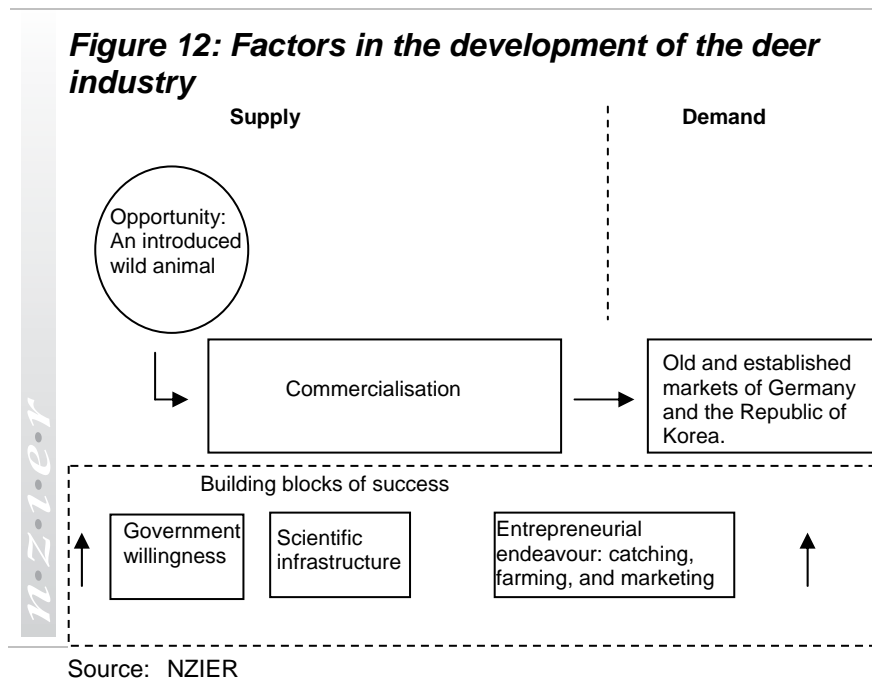 Figure 12: Factors in the development of the deer
industry
Supply
Demand
Opportunity:
An introduced
wild animal
Commercialisation
Old and established
markets of Germany
and the Republic of
Korea.
Building blocks of success
Government
willingness
Scientific
infrastructure
Entrepreneurial
endeavour: catching,
farming, and marketing
n•z•i•e•r
Source: NZIER